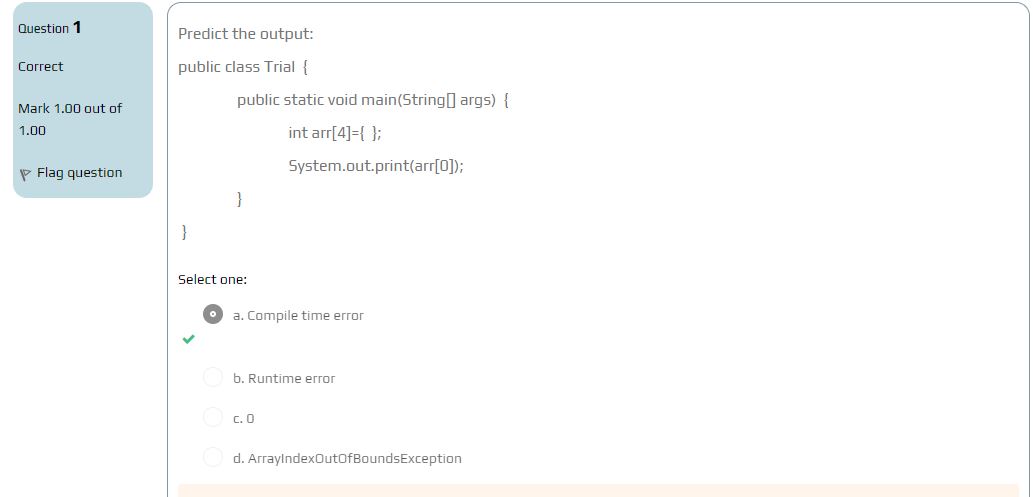 Question 1
Correct
Mark 1.00 out of
1.00
Flag question
Predict the output:
public class Trial {
public static void main(String[] args) {
int arr[4]={ };
System.out.print(arr[0]);
}
}
Select one:
a. Compile time error
b. Runtime error
c. 0
d. ArrayIndexOutOfBoundsException